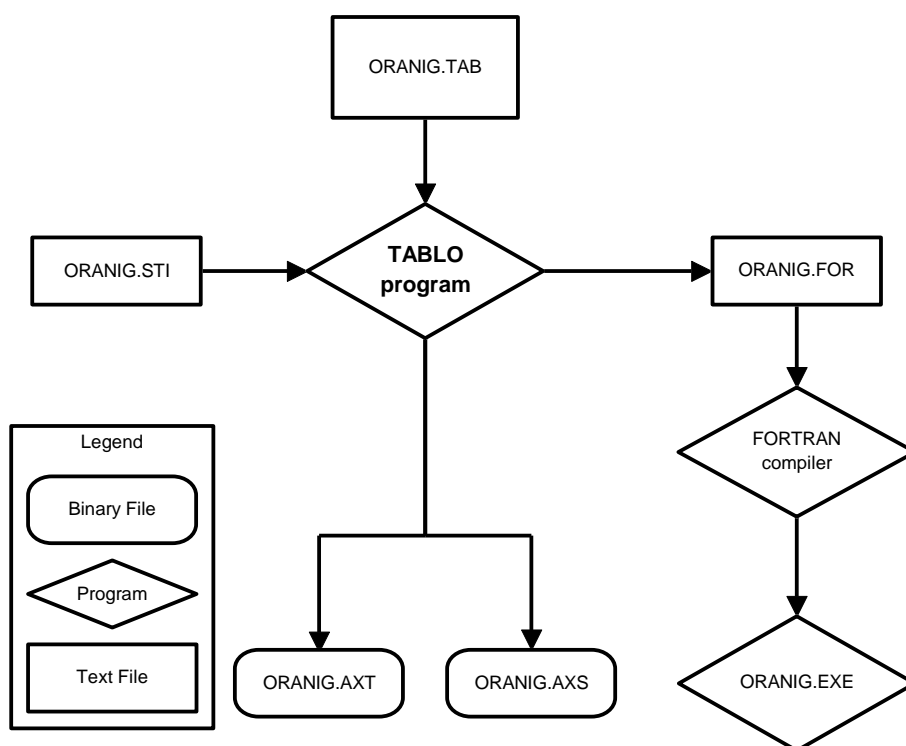 ORANIG.TAB
ORANIG.STI
TABLO
program
ORANIG.FOR
FORTRAN
compiler
Legend
Binary File
Program
Text File
ORANIG.AXT
ORANIG.AXS
ORANIG.EXE